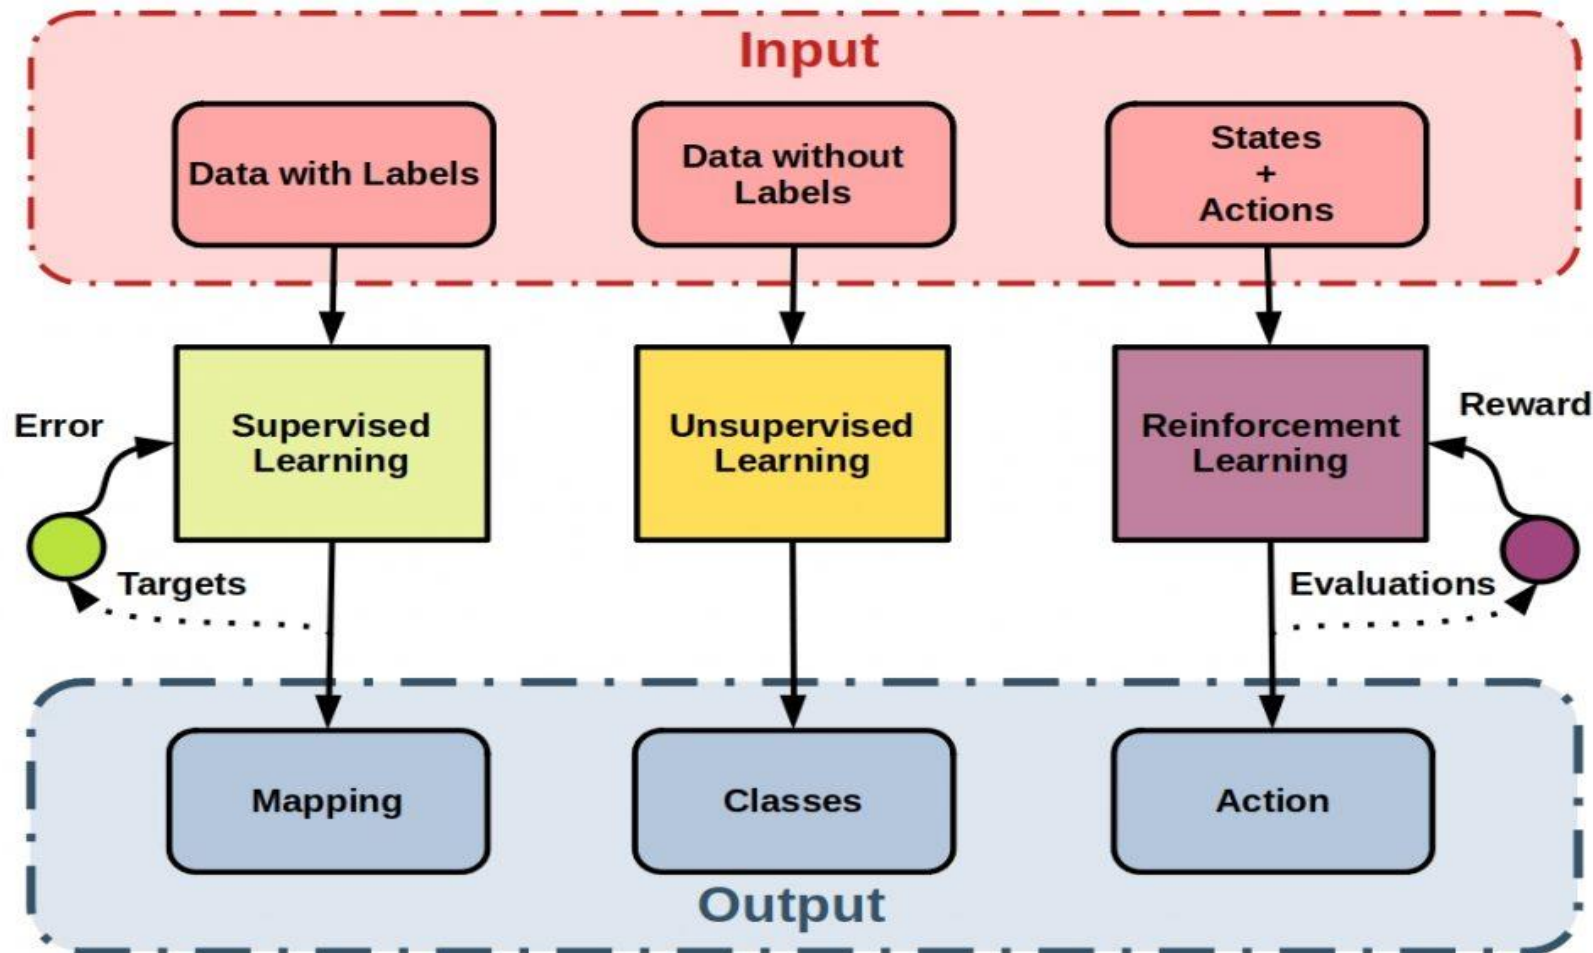 Input
Data with Labels
Data without
Labels
States
+
Actions
Error
Supervised
Learning
Targets
Unsupervised
Learning
Reinforcement
Learning
Reward
Evaluations
Mapping
Classes
Action
Output